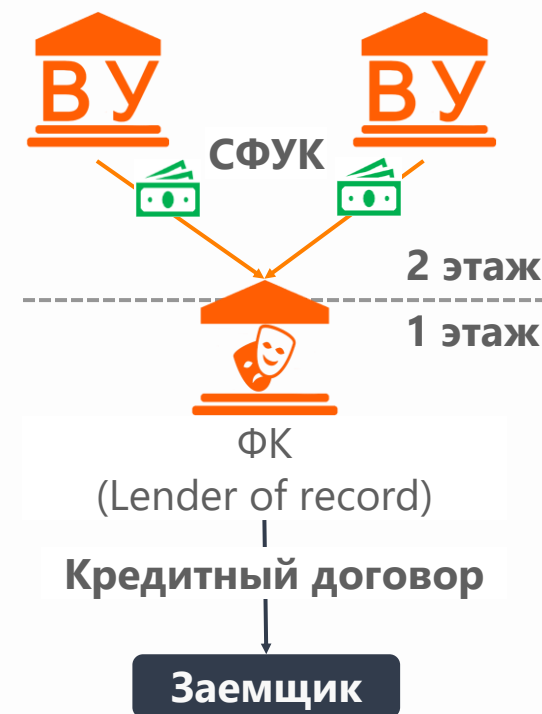 ВУ ВУ
СФУК
2 этаж
1 этаж
ФК
(Lender of record)
Кредитный договор
Заемщик